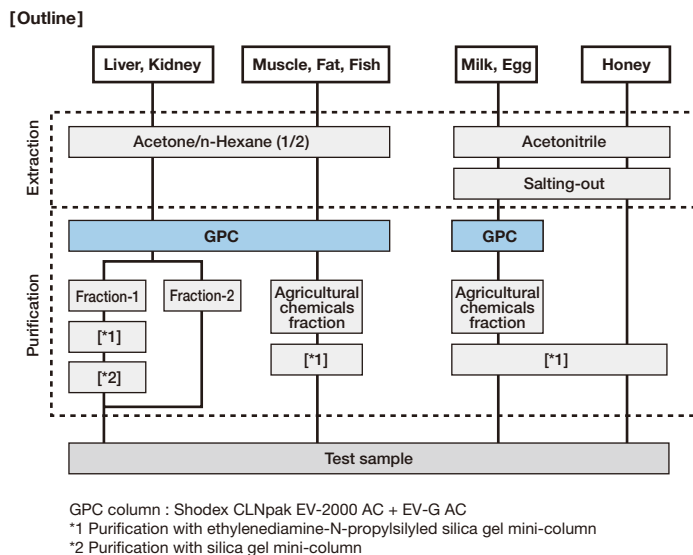 [Outline]
Liver, Kidney
Muscle, Fat, Fish
Milk, Egg
Honey
Extraction
Acetone/n-Hexane (1/2)
Acetonitrile
Salting-out
Purification
GPC
GPC
Fraction-1
Fraction-2
Agricultural
chemicals
fraction
Agricultural
chemicals
fraction
[*1]
[*1]
[*1]
[*2]
Test sample
GPC column : Shodex CLNpak EV-2000 AC + EV-G AC
*1 Purification with ethylenediamine-N-propylsilyled silica gel mini-column
*2 Purification with silica gel mini-column